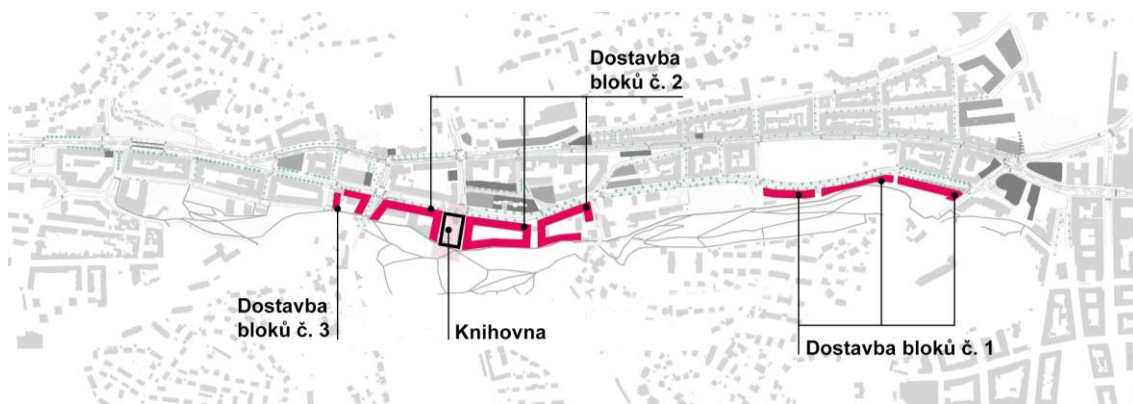 Dostavba
bloků č. 2
Dostavba
bloků č. 3
Knihovna
Dostavba bloků č. 1